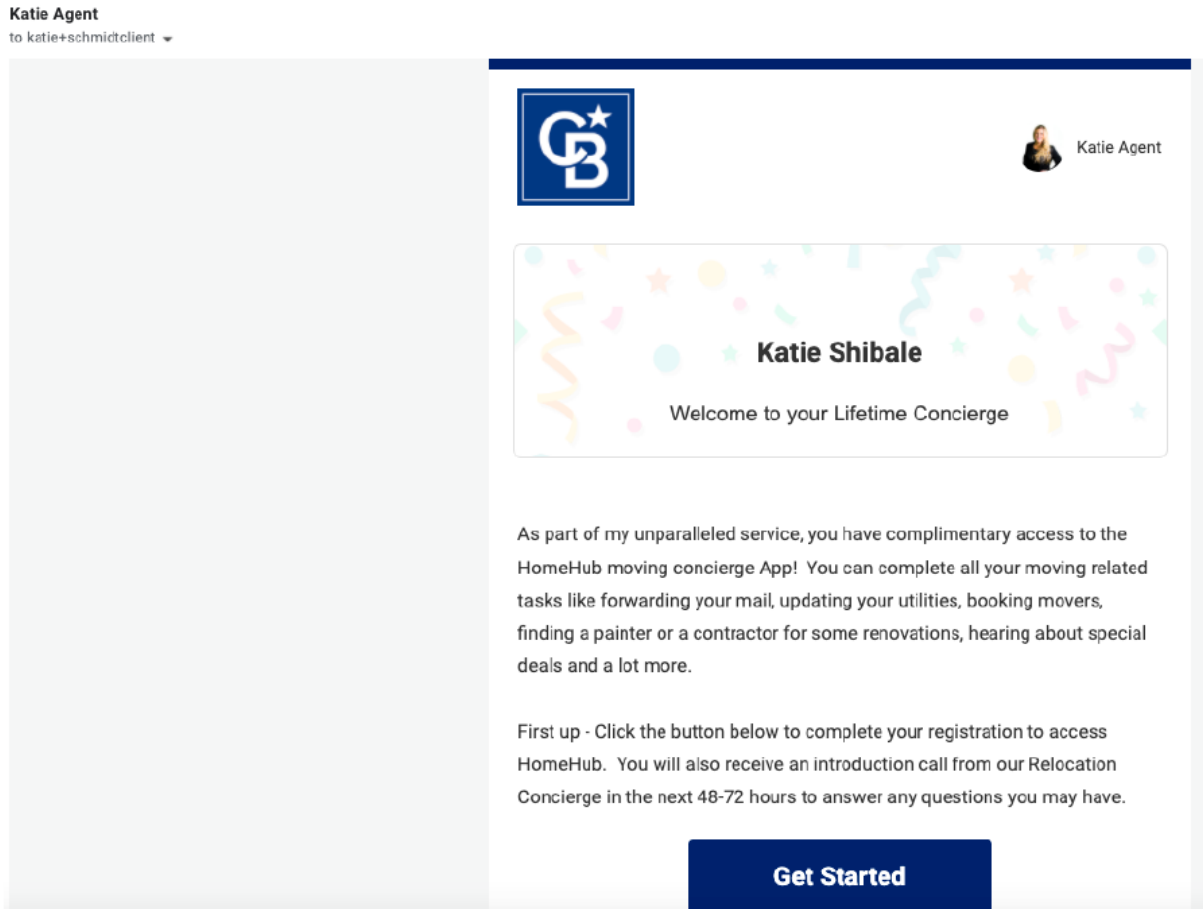 Katie Agent
to katie+schmidtclient
CB
Katie Agent
Katie Shibale
Welcome to your Lifetime Concierge
As part of my unparalleled service, you have complimentary access to the
HomeHub moving concierge App! You can complete all your moving related
tasks like forwarding your mail, updating your utilities, booking movers,
finding a painter or a contractor for some renovations, hearing about special
deals and a lot more.
First up - Click the button below to complete your registration to access
HomeHub. You will also receive an introduction call from our Relocation
Concierge in the next 48-72 hours to answer any questions you may have.
Get Started